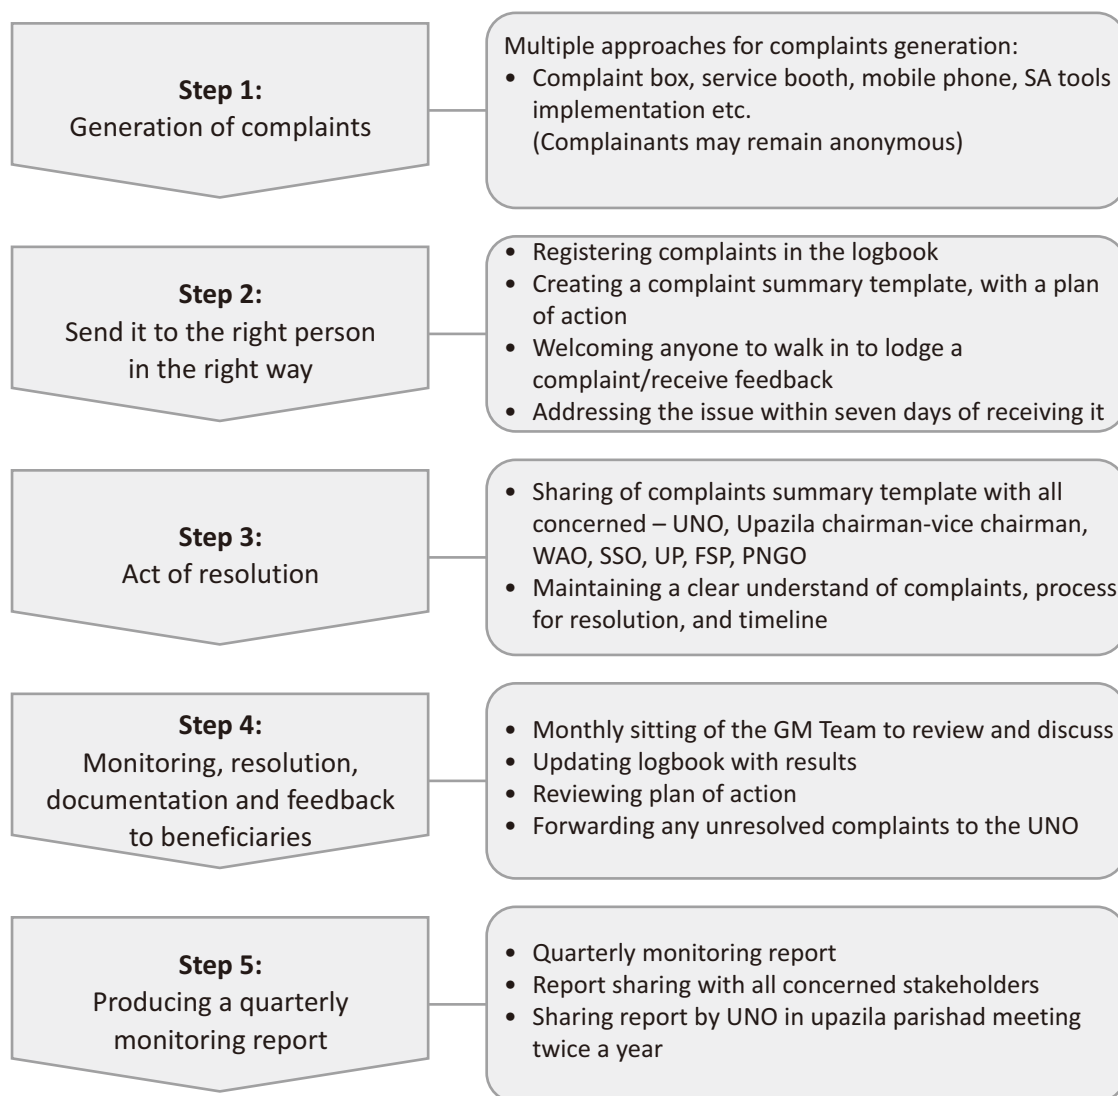 Step 1:
Generation of complaints
Multiple approaches for complaints generation:
• Complaint box, service booth, mobile phone, SA tools
implementation etc.
(Complainants may remain anonymous)
Step 2:
Send it to the right person
in the right way
• Registering complaints in the logbook
• Creating a complaint summary template, with a plan
of action
• Welcoming anyone to walk in to lodge a
complaint/receive feedback
• Addressing the issue within seven days of receiving it
Step 3:
Act of resolution
• Sharing of complaints summary template with all
concerned – UNO, Upazila chairman-vice chairman,
WAO, SSO, UP, FSP, PNGO
• Maintaining a clear understand of complaints, process
for resolution, and timeline
Step 4:
Monitoring, resolution,
documentation and feedback
to beneficiaries
• Monthly sitting of the GM Team to review and discuss
• Updating logbook with results
• Reviewing plan of action
• Forwarding any unresolved complaints to the UNO
Step 5:
Producing a quarterly
monitoring report
• Quarterly monitoring report
• Report sharing with all concerned stakeholders
• Sharing report by UNO in upazila parishad meeting
twice a year